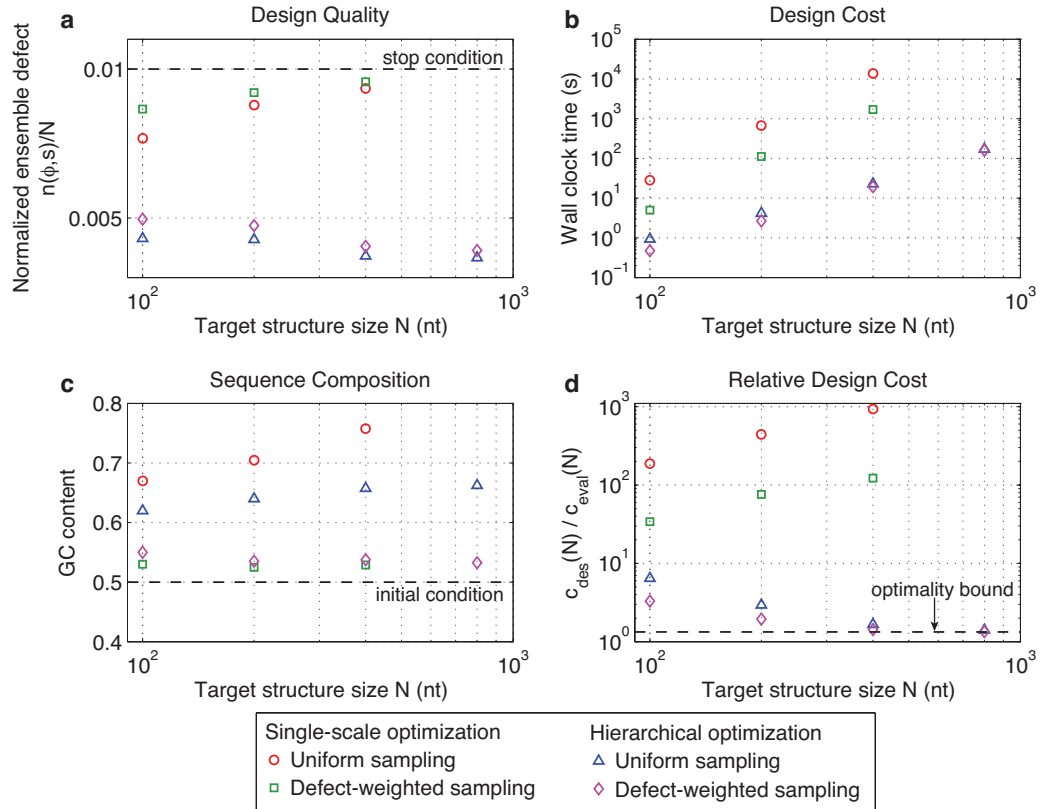 a
Design Quality
Normalized ensemble defect
n(ϕ,s)/N
0.01
0.005
stop condition
10²
10³
Target structure size N (nt)
b
Design Cost
Wall clock time (s)
10⁵
10⁴
10³
10²
10¹
10⁰
10⁻¹
10²
10³
Target structure size N (nt)
c
Sequence Composition
GC content
0.8
0.7
0.6
0.5
0.4
initial condition
10²
10³
Target structure size N (nt)
d
Relative Design Cost
c_des(N) / c_eval(N)
10³
10²
10¹
10⁰
optimality bound
10²
10³
Target structure size N (nt)
Single-scale optimization
Uniform sampling
Defect-weighted sampling
Hierarchical optimization
Uniform sampling
Defect-weighted sampling